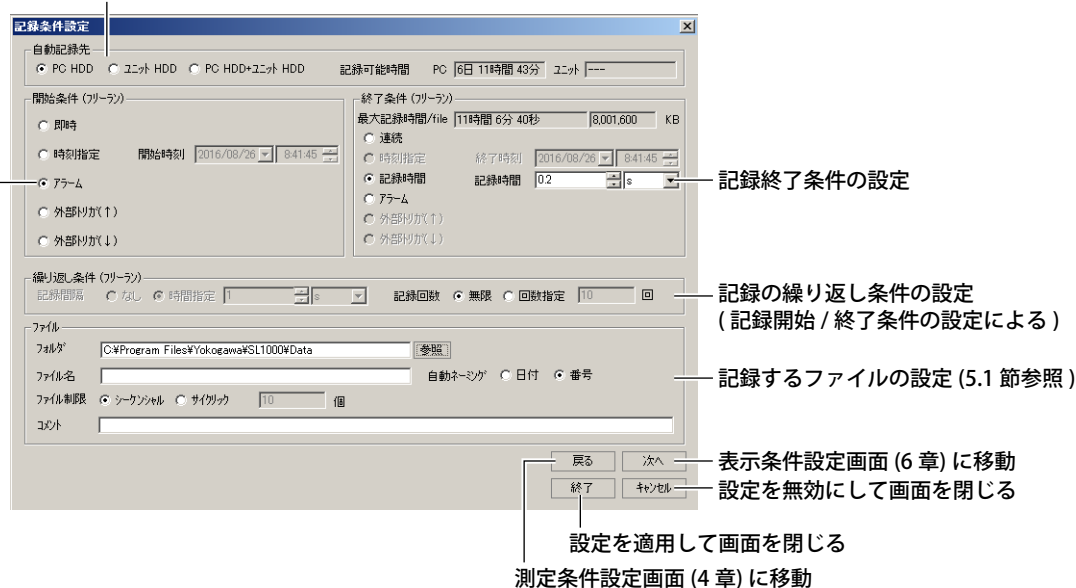 記録条件設定
自動記録先
PC HDD ユニット HDD PC HDD+ユニット HDD 記録可能時間 PC 6日 11時間 43分 ユニット ---
開始条件 (フリーラン)
即時
時刻指定 開始時刻 2016/08/26 8:41:45
アラーム
外部トリガ(↑)
外部トリガ(↓)
終了条件 (フリーラン)
最大記録時間/file 11時間 6分 40秒 8,001,600 KB
連続
時刻指定 終了時刻 2016/08/26 8:41:45
記録時間 記録時間 0.2 s
アラーム
外部トリガ(↑)
外部トリガ(↓)
記録終了条件の設定
繰り返し条件 (フリーラン)
記録間隔 なし 時間指定 1 s 記録回数 無限 回数指定 10 回
記録の繰り返し条件の設定
( 記録開始 / 終了条件の設定による )
ファイル
フォルダ C:¥Program Files¥Yokogawa¥SL1000¥Data 参照
ファイル名 自動ネーミング 日付 番号
ファイル制限 シーケンシャル サイクリック 10 個
コメント
記録するファイルの設定 (5.1 節参照 )
戻る 次へ
表示条件設定画面 (6 章) に移動
終了 キャンセル
設定を無効にして画面を閉じる
設定を適用して画面を閉じる
測定条件設定画面 (4 章) に移動